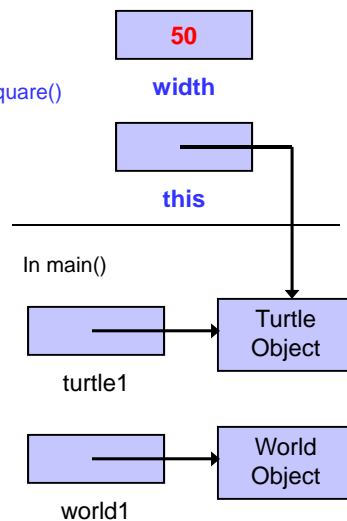 50
width
quare()
this
In main()
Turtle
Object
turtle1
World
Object
world1